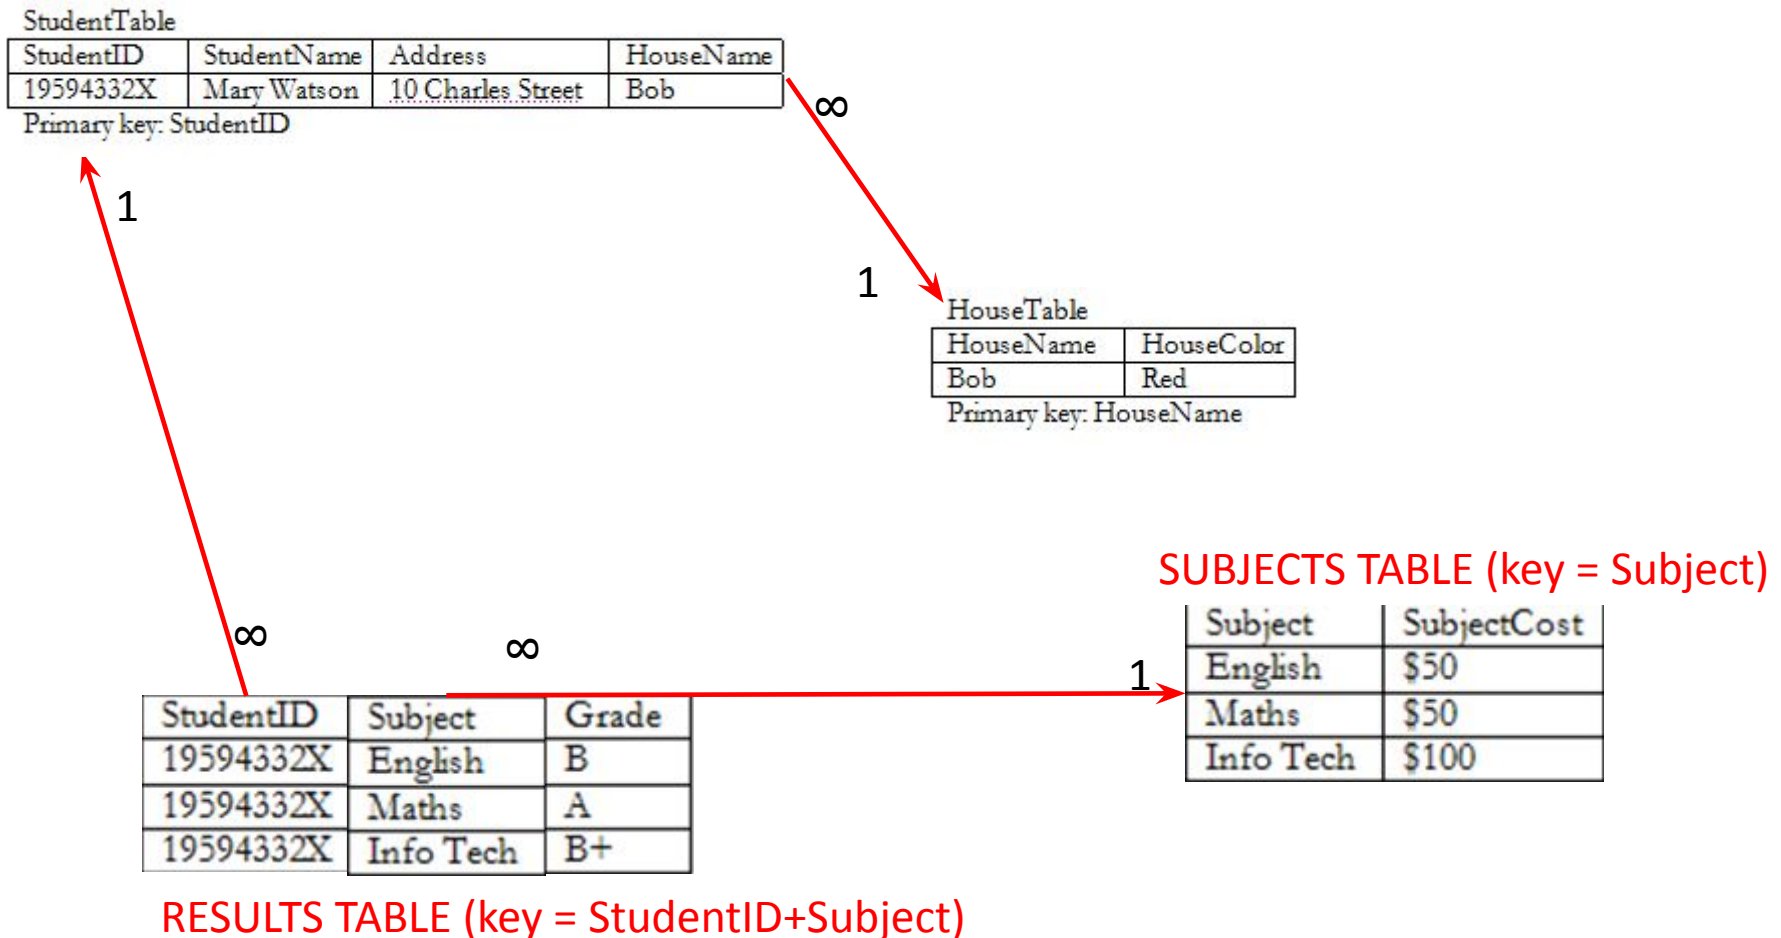 StudentTable
StudentID StudentName Address HouseName
19594332X Mary Watson 10 Charles Street Bob
Primary key: StudentID
∞
1
1
HouseTable
HouseName HouseColor
Bob Red
Primary key: HouseName
SUBJECTS TABLE (key = Subject)
Subject SubjectCost
English $50
Maths $50
Info Tech $100
∞
∞
1
StudentID Subject Grade
19594332X English B
19594332X Maths A
19594332X Info Tech B+
RESULTS TABLE (key = StudentID+Subject)